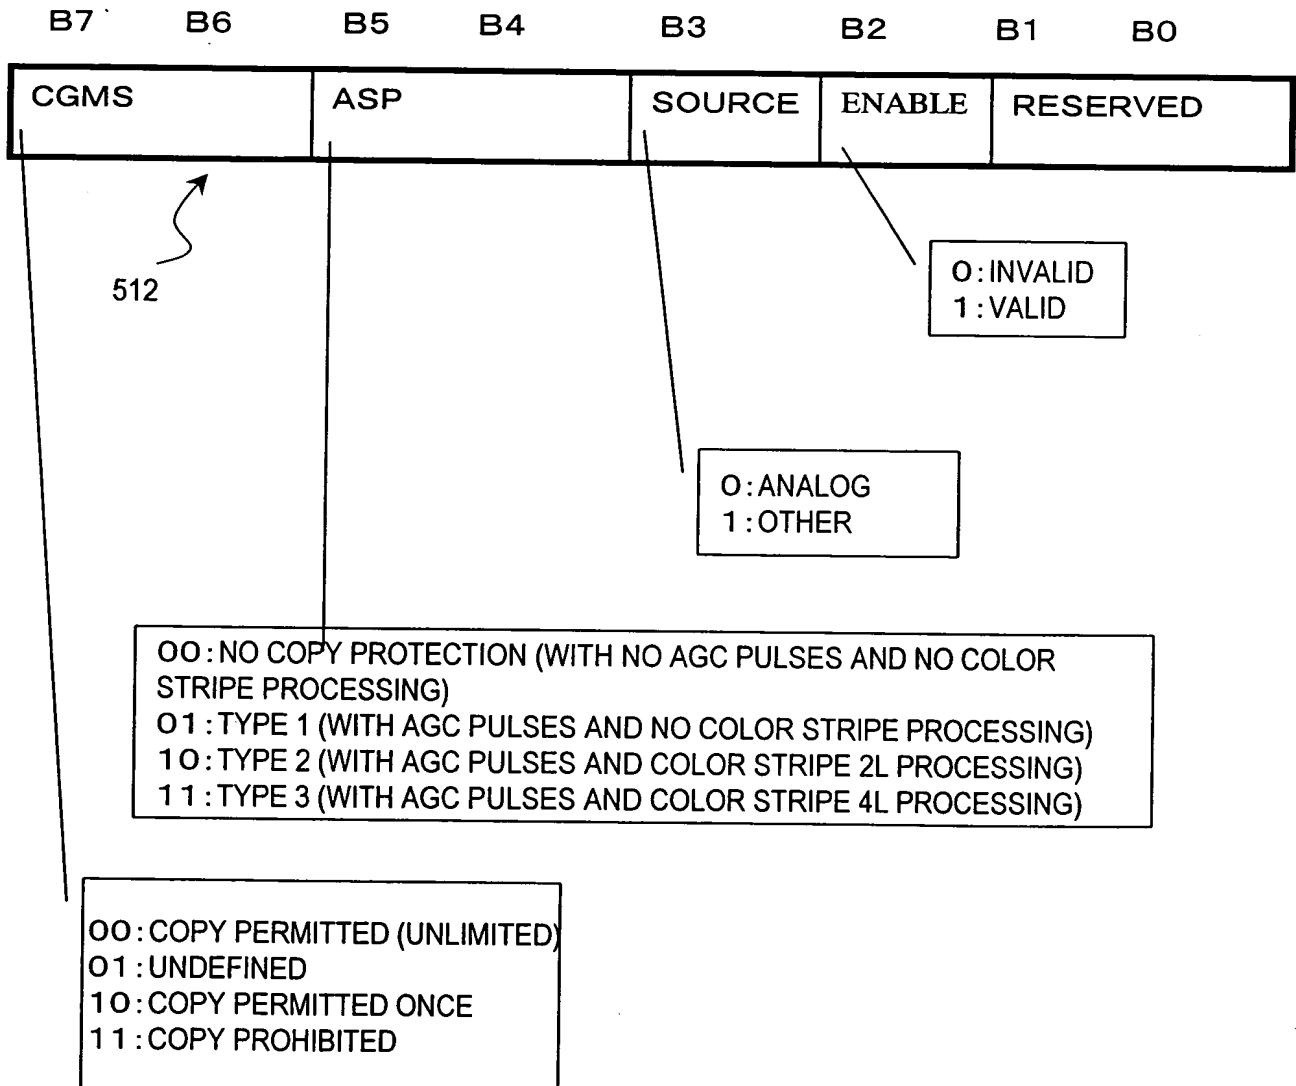 B7 B6 B5 B4 B3 B2 B1 B0
CGMS ASP SOURCE ENABLE RESERVED
512
0:INVALID
1:VALID
0:ANALOG
1:OTHER
00:NO COPY PROTECTION (WITH NO AGC PULSES AND NO COLOR
STRIPE PROCESSING)
01:TYPE 1 (WITH AGC PULSES AND NO COLOR STRIPE PROCESSING)
10:TYPE 2 (WITH AGC PULSES AND COLOR STRIPE 2L PROCESSING)
11:TYPE 3 (WITH AGC PULSES AND COLOR STRIPE 4L PROCESSING)
00:COPY PERMITTED (UNLIMITED)
01:UNDEFINED
10:COPY PERMITTED ONCE
11:COPY PROHIBITED